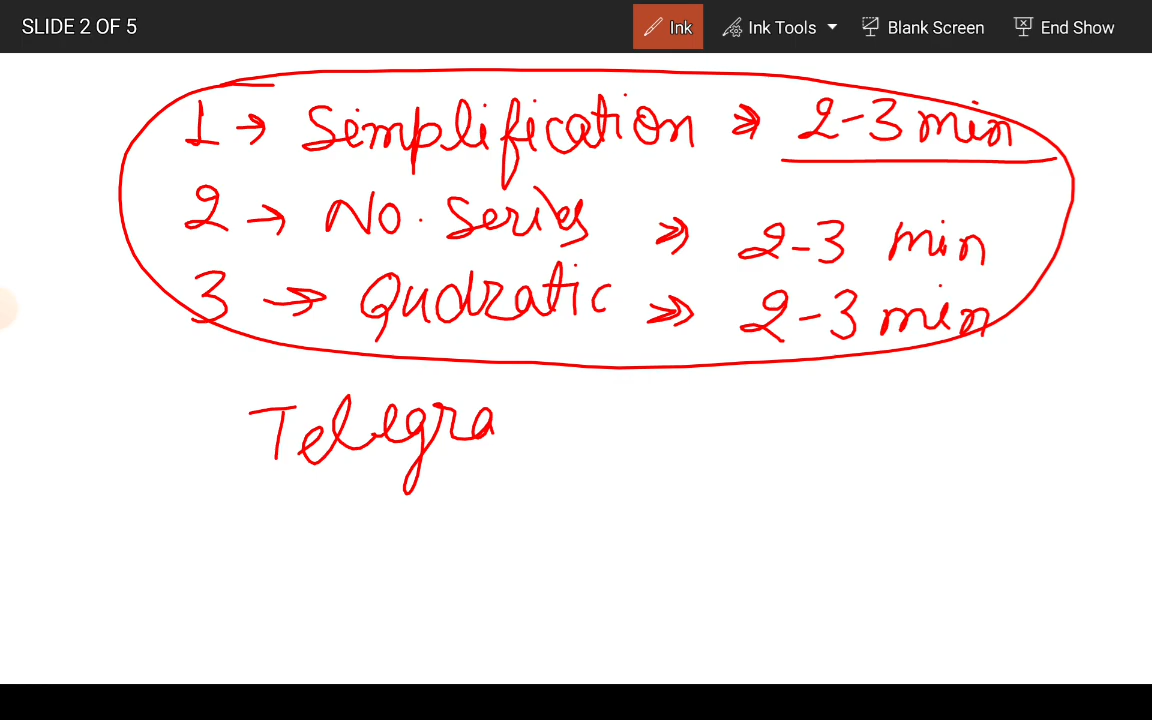 SLIDE 2 OF 5 Ink Ink Tools Blank Screen End Show
1 → Simplification ⇒ 2-3 min
2 → No. Series ⇒ 2-3 min
3 → Qudratic ⇒ 2-3 min
Telegra